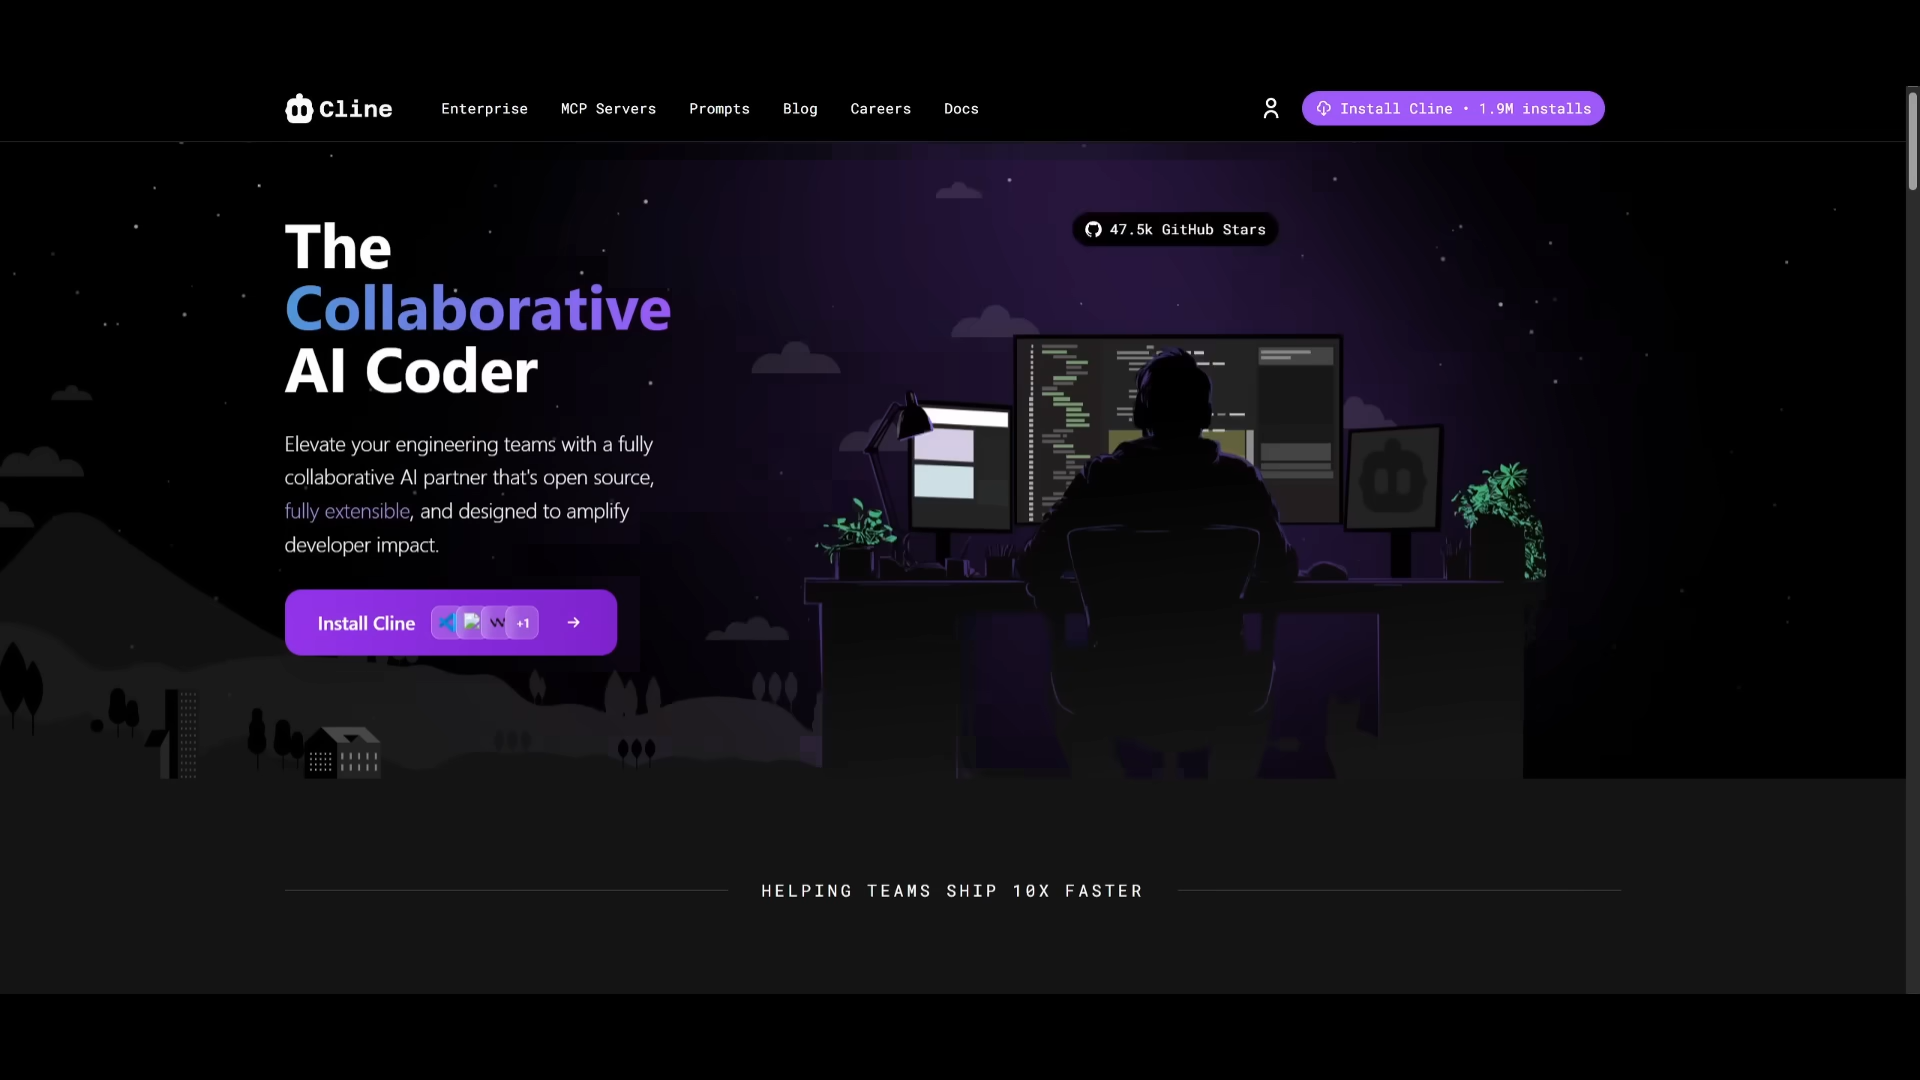 Cline
Enterprise
MCP Servers
Prompts
Blog
Careers
Docs
Install Cline • 1.9M installs
47.5k GitHub Stars
The
Collaborative
AI Coder
Elevate your engineering teams with a fully
collaborative AI partner that's open source,
fully extensible, and designed to amplify
developer impact.
Install Cline +1 →
HELPING TEAMS SHIP 10X FASTER